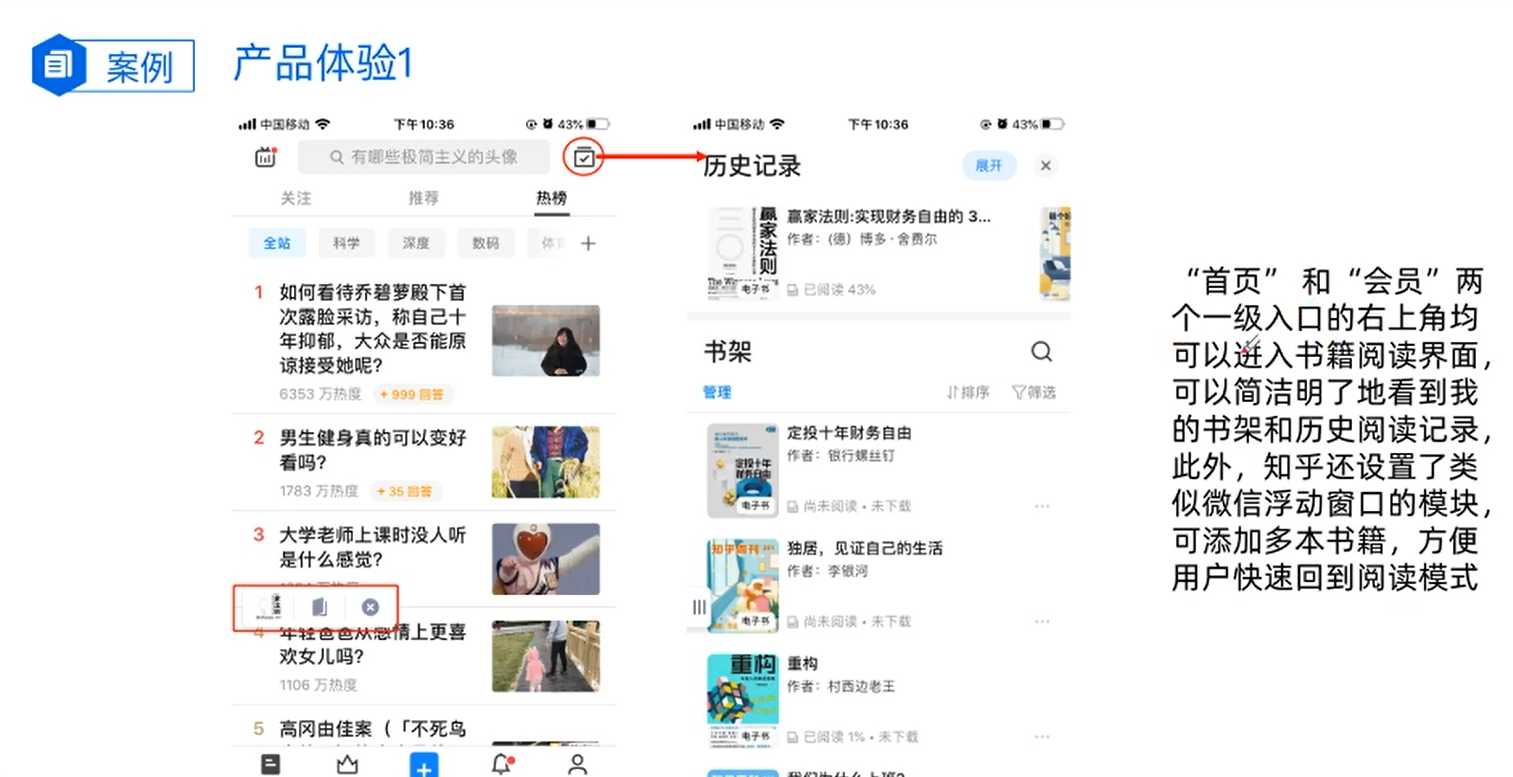 案例
产品体验1
中国移动
下午10:36
43%
有哪些极简主义的头像
关注
推荐
热榜
全站
科学
深度
数码
1
如何看待乔碧萝殿下首
次露脸采访，称自己十
年抑郁，大众是否能原
谅接受她呢?
6353 万热度
+ 999 回答
2
男生健身真的可以变好
看吗?
1783 万热度
+ 35 回答
3
大学老师上课时没人听
是什么感觉?
4
年轻爸爸从感情上更喜
欢女儿吗?
1106 万热度
5
高冈由佳案（「不死鸟
中国移动
下午10:36
43%
历史记录
展开
赢家法则
电子书
赢家法则:实现财务自由的 3...
作者：(德）博多·舍费尔
已阅读 43%
书架
管理
排序
筛选
定投十年
财务自由
电子书
定投十年财务自由
作者：银行螺丝钉
尚未阅读 • 未下载
知乎周刊
电子书
独居，见证自己的生活
作者：李银河
尚未阅读 • 未下载
重构
电子书
重构
作者：村西边老王
已阅读 1% • 未下载
“首页” 和“会员”两
个一级入口的右上角均
可以进入书籍阅读界面，
可以简洁明了地看到我
的书架和历史阅读记录，
此外，知乎还设置了类
似微信浮动窗口的模块，
可添加多本书籍，方便
用户快速回到阅读模式